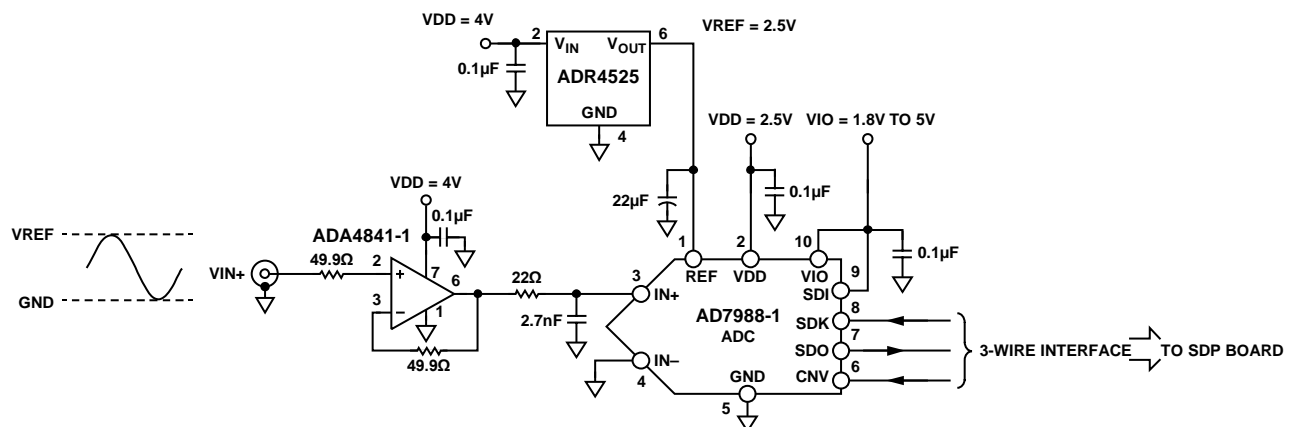 VDD = 4V
2
VIN
VOUT
6
VREF = 2.5V
0.1µF
ADR4525
GND
4
VDD = 2.5V
VIO = 1.8V TO 5V
VDD = 4V
22µF
0.1µF
0.1µF
VREF
ADA4841-1
1
2
10
0.1µF
REF
VDD
VIO
9
SDI
VIN+
49.9Ω
2
+
7
6
22Ω
3
IN+
GND
3
–
1
2.7nF
AD7988-1
ADC
8
SDK
7
SDO
3-WIRE INTERFACE
TO SDP BOARD
49.9Ω
IN–
4
GND
5
6
CNV